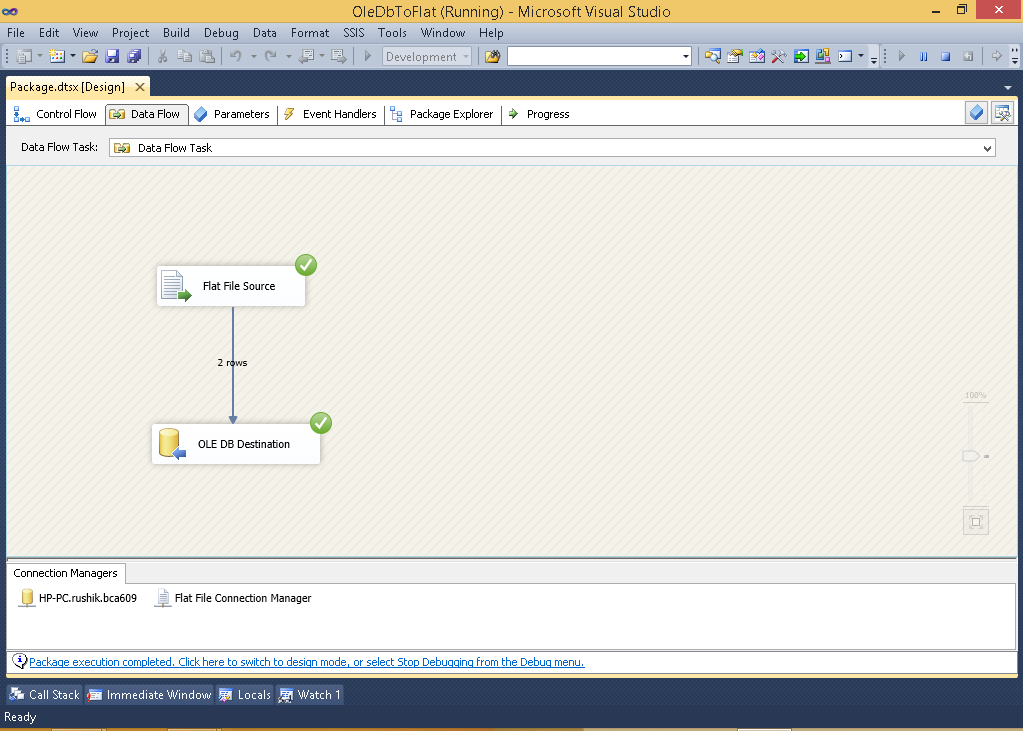 OleDbToFlat (Running) - Microsoft Visual Studio
File Edit View Project Build Debug Data Format SSIS Tools Window Help
Development
Package.dtsx [Design]
Control Flow Data Flow Parameters Event Handlers Package Explorer Progress
Data Flow Task: Data Flow Task
Flat File Source
2 rows
100%
OLE DB Destination
Connection Managers
HP-PC.rushik.bca609 Flat File Connection Manager
Package execution completed. Click here to switch to design mode, or select Stop Debugging from the Debug menu.
Call Stack Immediate Window Locals Watch 1
Ready